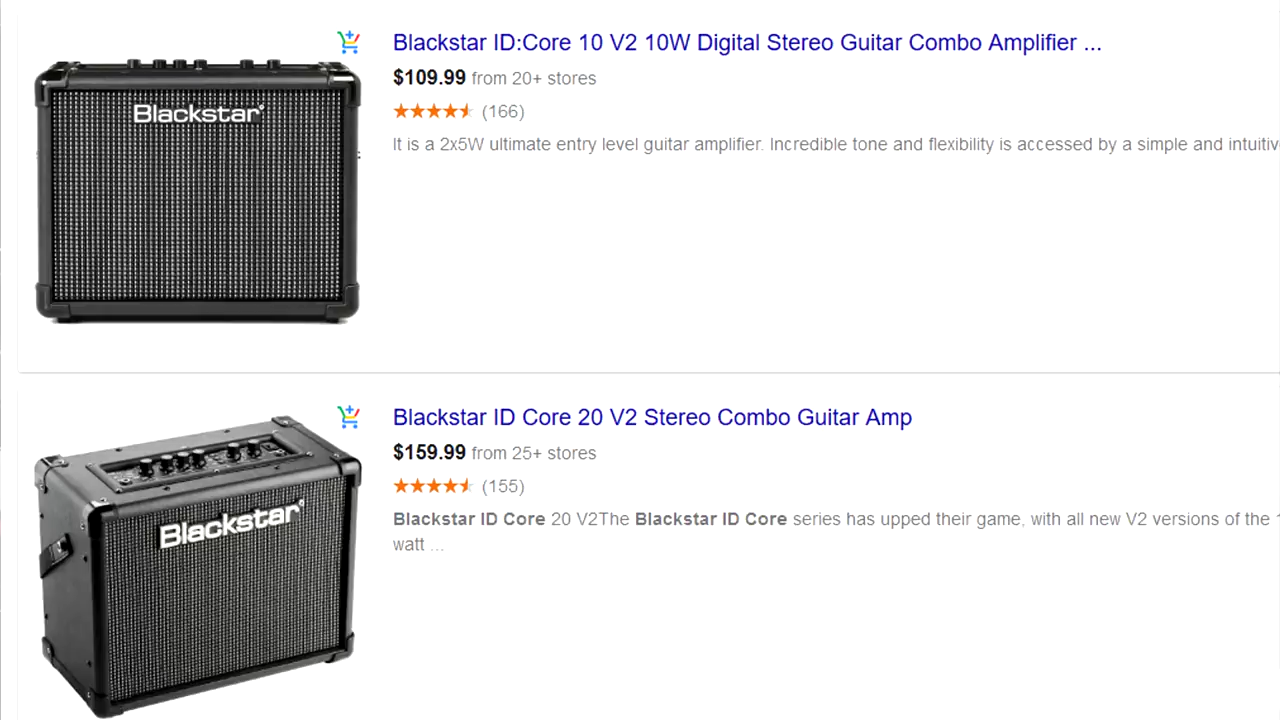 Blackstar
Blackstar ID:Core 10 V2 10W Digital Stereo Guitar Combo Amplifier ...
$109.99 from 20+ stores
(166)
It is a 2x5W ultimate entry level guitar amplifier. Incredible tone and flexibility is accessed by a simple and intuitiv
Blackstar
Blackstar ID Core 20 V2 Stereo Combo Guitar Amp
$159.99 from 25+ stores
(155)
Blackstar ID Core 20 V2The Blackstar ID Core series has upped their game, with all new V2 versions of the 1
watt ...